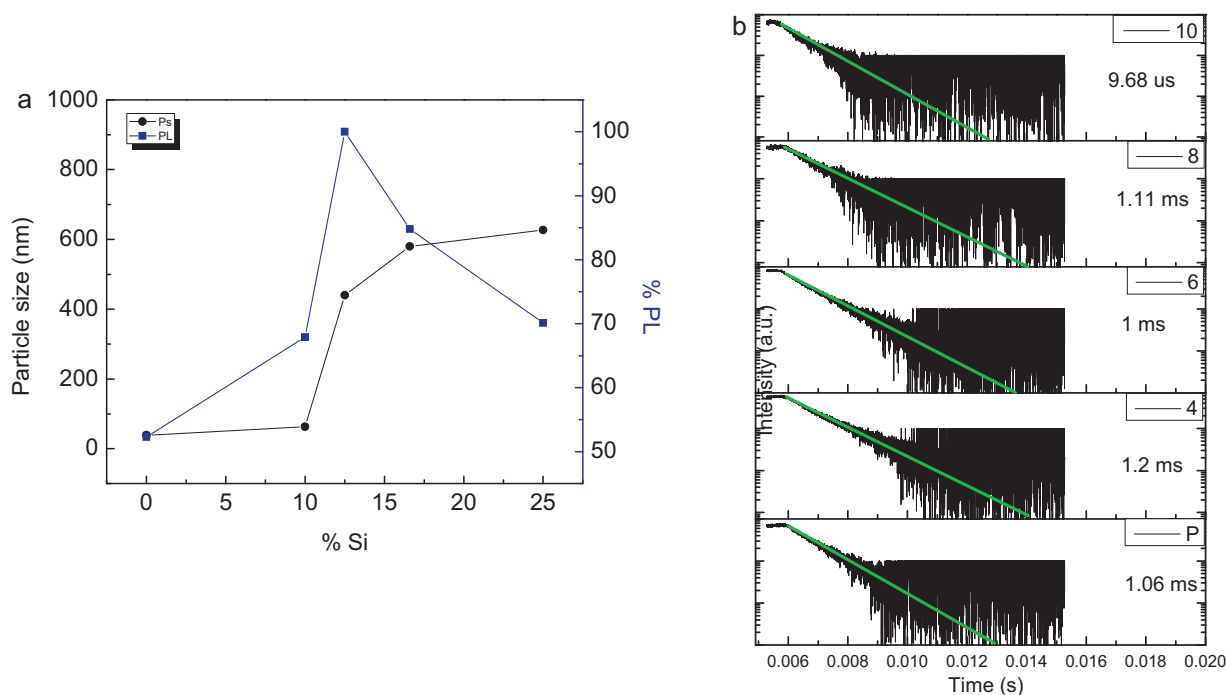 a
1000
800
600
400
200
0
Particle size (nm)
Ps
PL
100
90
80
70
60
50
% PL
0 5 10 15 20 25
% Si
b
10
9.68 us
8
1.11 ms
6
1 ms
4
1.2 ms
P
1.06 ms
Intensity (a.u.)
0.006 0.008 0.010 0.012 0.014 0.016 0.018 0.020
Time (s)